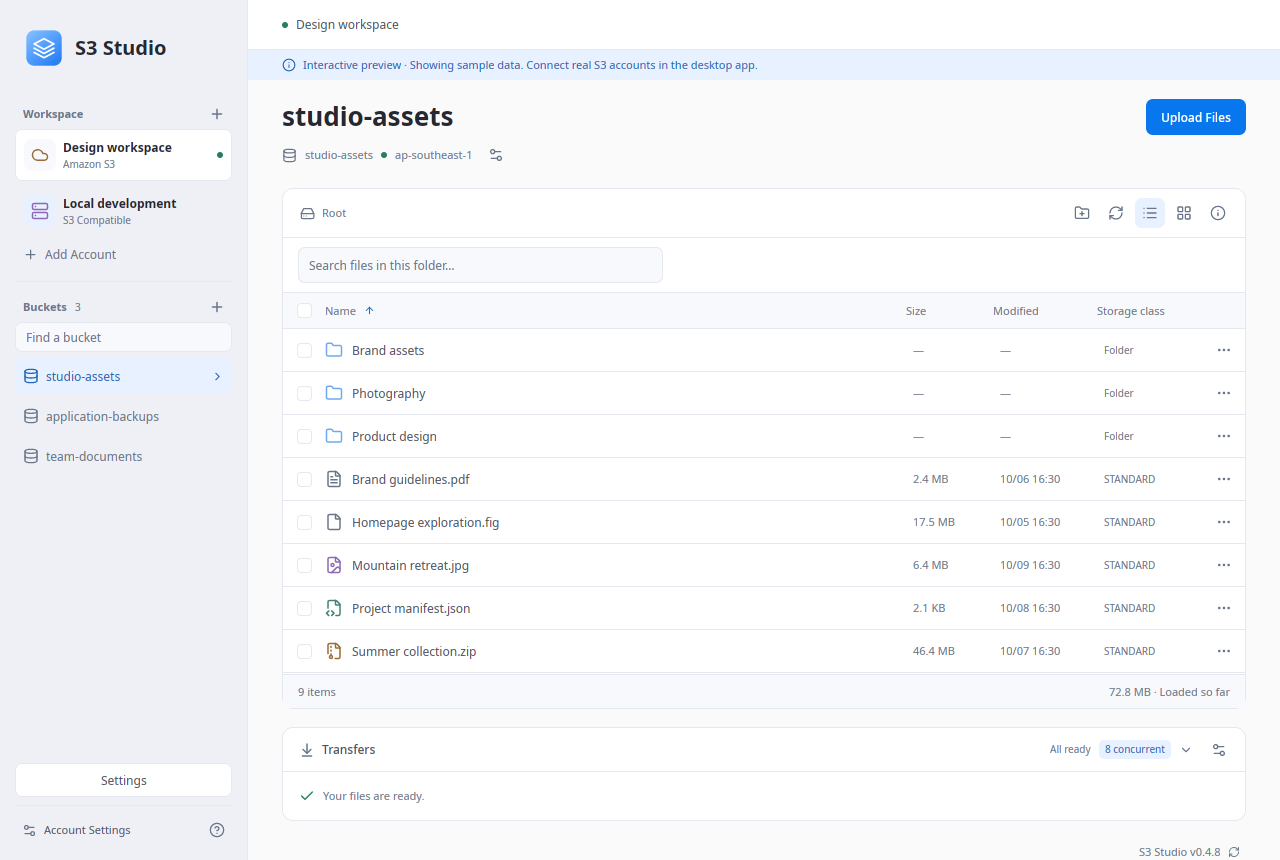 S3 Studio
Workspace
Design workspace
Amazon S3
Local development
S3 Compatible
Add Account
Buckets 3
Find a bucket
studio-assets
application-backups
team-documents
Settings
Account Settings
Design workspace
Interactive preview · Showing sample data. Connect real S3 accounts in the desktop app.
studio-assets
Upload Files
studio-assets ap-southeast-1
Root
Search files in this folder...
Name Size Modified Storage class
Brand assets — — Folder
Photography — — Folder
Product design — — Folder
Brand guidelines.pdf 2.4 MB 10/06 16:30 STANDARD
Homepage exploration.fig 17.5 MB 10/05 16:30 STANDARD
Mountain retreat.jpg 6.4 MB 10/09 16:30 STANDARD
Project manifest.json 2.1 KB 10/08 16:30 STANDARD
Summer collection.zip 46.4 MB 10/07 16:30 STANDARD
9 items 72.8 MB · Loaded so far
Transfers All ready 8 concurrent
Your files are ready.
S3 Studio v0.4.8